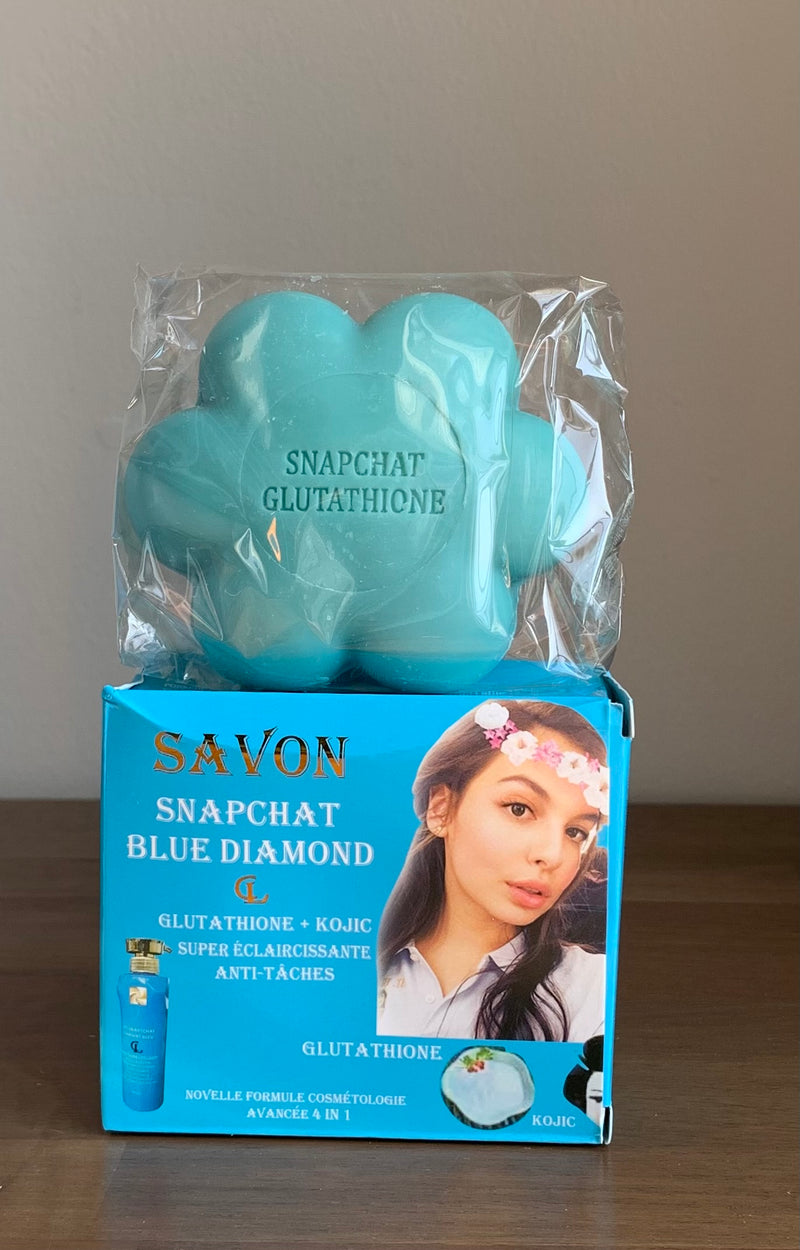 SNAPCHAT
GLUTATHIONE
SAVON
SNAPCHAT
BLUE DIAMOND
GL
GLUTATHIONE + KOJIC
SUPER ÉCLAIRCISSANTE
ANTI-TÂCHES
GLUTATHIONE
NOVELLE FORMULE COSMÉTOLOGIE
AVANCÉE 4 IN 1
KOJIC